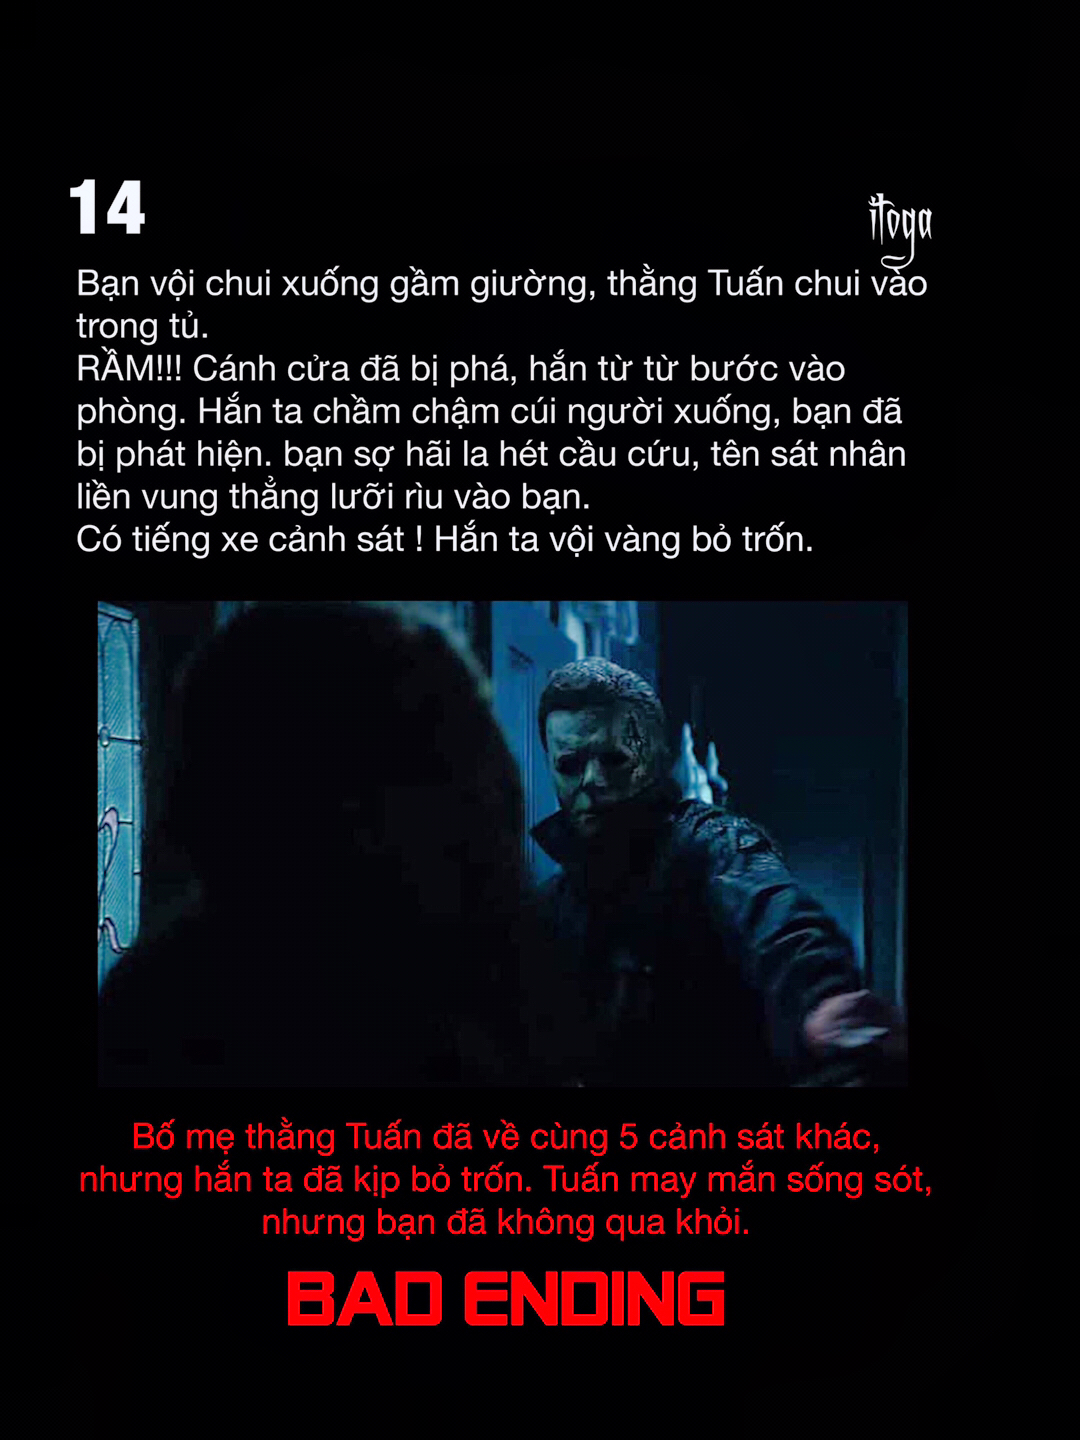 14
itoga
Bạn vội chui xuống gầm giường, thằng Tuấn chui vào
trong tủ.
RẦM!!! Cánh cửa đã bị phá, hắn từ từ bước vào
phòng. Hắn ta chầm chậm cúi người xuống, bạn đã
bị phát hiện. bạn sợ hãi la hét cầu cứu, tên sát nhân
liền vung thẳng lưỡi rìu vào bạn.
Có tiếng xe cảnh sát ! Hắn ta vội vàng bỏ trốn.
Bố mẹ thằng Tuấn đã về cùng 5 cảnh sát khác,
nhưng hắn ta đã kịp bỏ trốn. Tuấn may mắn sống sót,
nhưng bạn đã không qua khỏi.
BAD ENDING